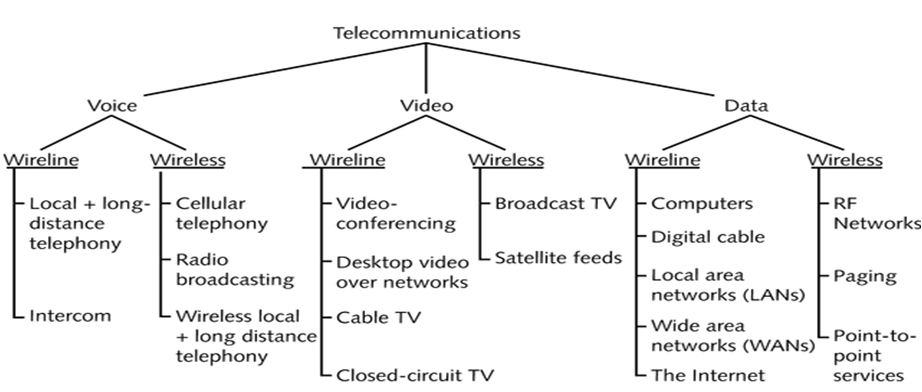 Telecommunications
Voice
Video
Data
Wireline
Wireless
Wireline
Wireless
Wireline
Wireless
Local + long-
distance
telephony
Intercom
Cellular
telephony
Radio
broadcasting
Wireless local
+ long distance
telephony
Video-
conferencing
Desktop video
over networks
Cable TV
Closed-circuit TV
Broadcast TV
Satellite feeds
Computers
Digital cable
Local area
networks (LANs)
Wide area
networks (WANs)
The Internet
RF
Networks
Paging
Point-to-
point
services